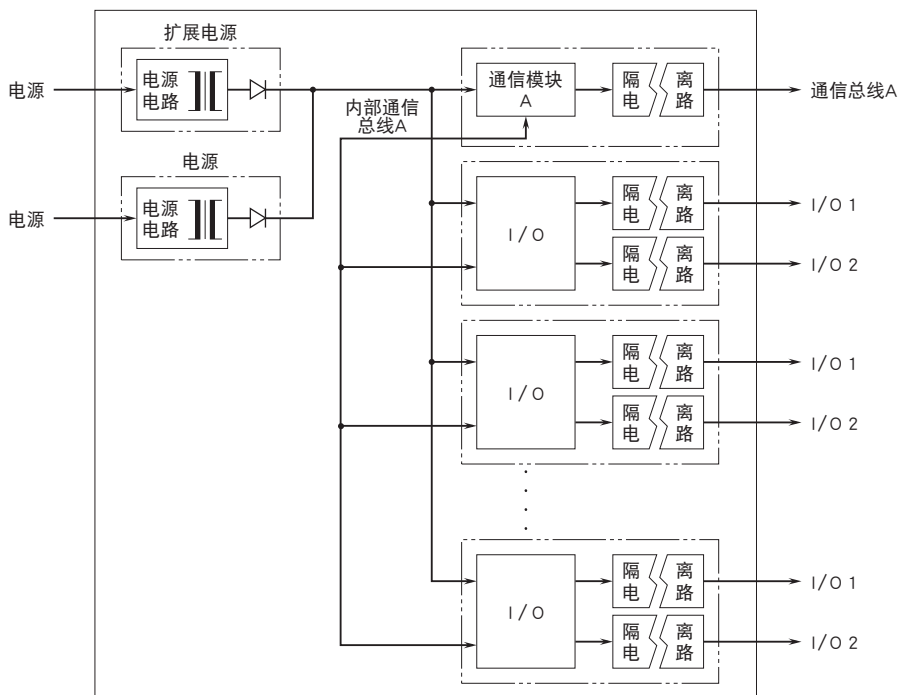 扩展电源
电源
电源
电路
通信模块
A
隔
电
离
路
通信总线A
内部通信
总线A
电源
电源
电源
电路
I/O
隔
电
离
路
I/O 1
隔
电
离
路
I/O 2
I/O
隔
电
离
路
I/O 1
隔
电
离
路
I/O 2
I/O
隔
电
离
路
I/O 1
隔
电
离
路
I/O 2